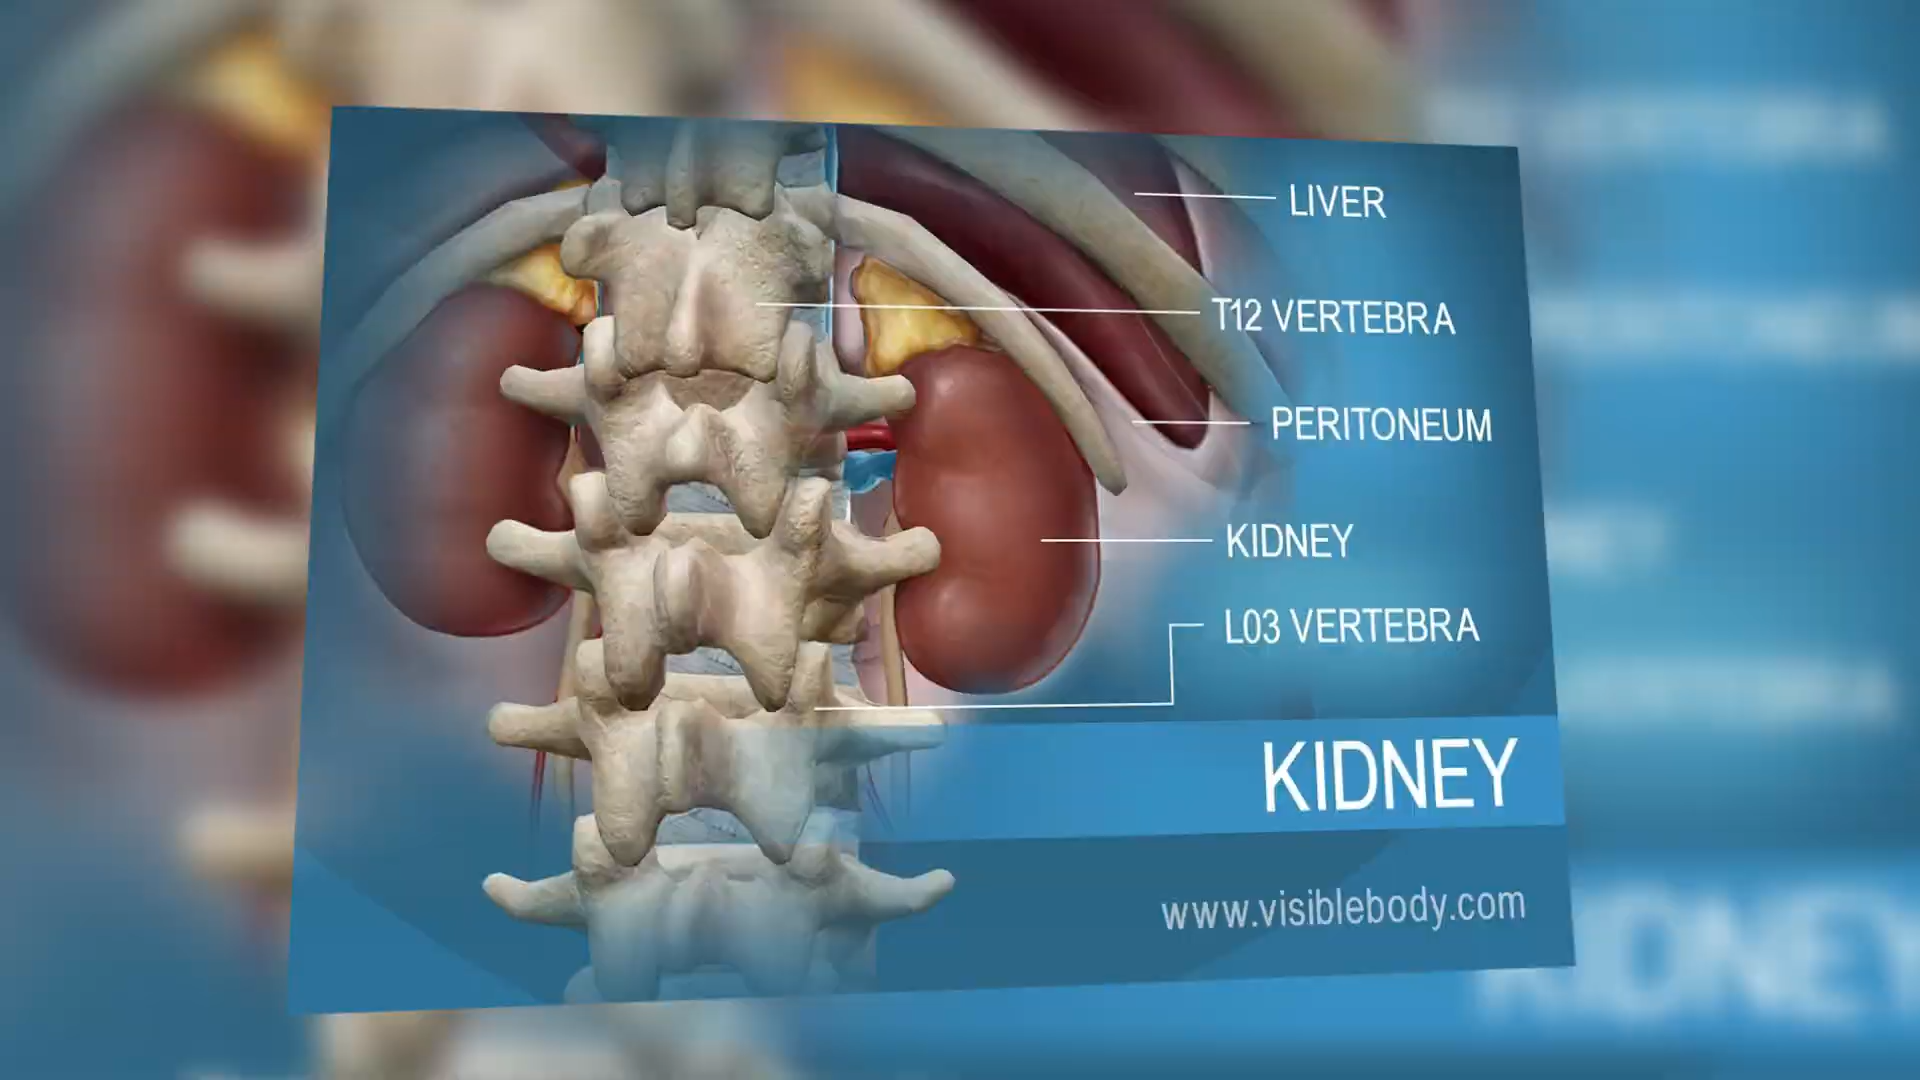 LIVER
T12 VERTEBRA
PERITONEUM
KIDNEY
L03 VERTEBRA
KIDNEY
www.visiblebody.com